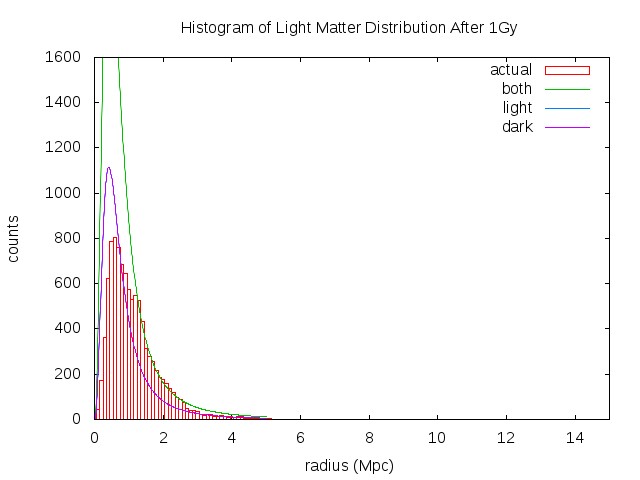 Histogram of Light Matter Distribution After 1Gy
1600
1400
1200
1000
800
600
400
200
0
counts
actual
both
light
dark
0 2 4 6 8 10 12 14
radius (Mpc)